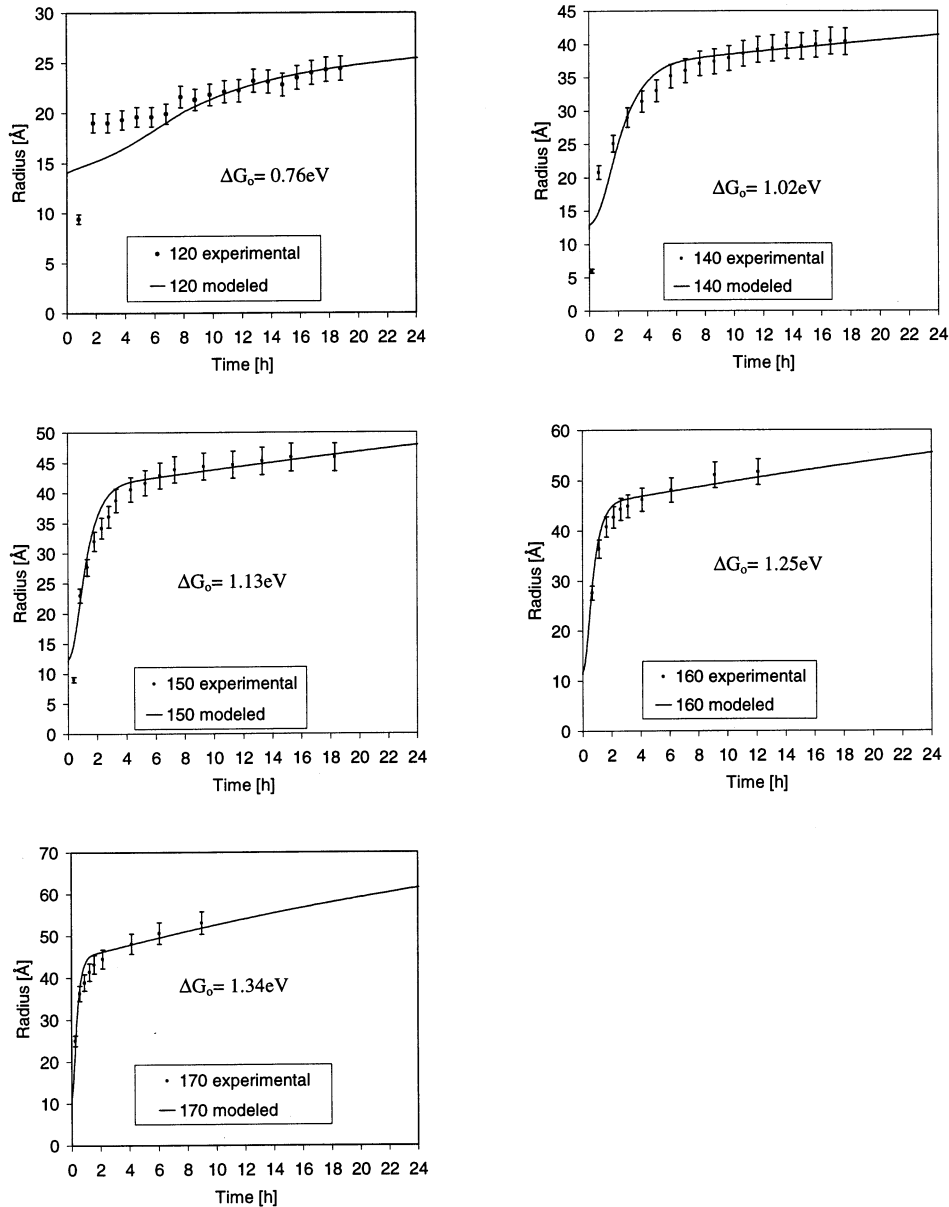 30
25
20
15
10
5
0
Radius [Å]
ΔGₒ= 0.76eV
120 experimental
120 modeled
0 2 4 6 8 10 12 14 16 18 20 22 24
Time [h]
45
40
35
30
25
20
15
10
5
0
Radius [Å]
ΔGₒ= 1.02eV
140 experimental
140 modeled
0 2 4 6 8 10 12 14 16 18 20 22 24
Time [h]
50
45
40
35
30
25
20
15
10
5
0
Radius [Å]
ΔGₒ= 1.13eV
150 experimental
150 modeled
0 2 4 6 8 10 12 14 16 18 20 22 24
Time [h]
60
50
40
30
20
10
0
Radius [Å]
ΔGₒ= 1.25eV
160 experimental
160 modeled
0 2 4 6 8 10 12 14 16 18 20 22 24
Time [h]
70
60
50
40
30
20
10
0
Radius [Å]
ΔGₒ= 1.34eV
170 experimental
170 modeled
0 2 4 6 8 10 12 14 16 18 20 22 24
Time [h]